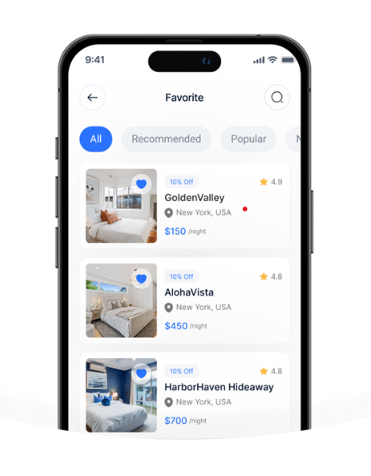 9:41
Favorite
All Recommended Popular
10% Off 4.9
GoldenValley
New York, USA
$150 /night
10% Off 4.8
AlohaVista
New York, USA
$450 /night
10% Off 4.8
HarborHaven Hideaway
New York, USA
$700 /night